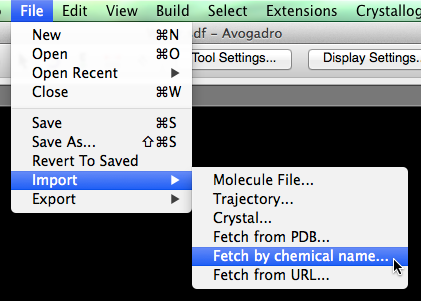 File Edit View Build Select Extensions Crystallog
df - Avogadro
New ⌘N
Open ⌘O
Open Recent ▶
Close ⌘W
Tool Settings... Display Settings...
Save ⌘S
Save As... ⇧⌘S
Revert To Saved
Import ▶
Export ▶
Molecule File...
Trajectory...
Crystal...
Fetch from PDB...
Fetch by chemical name...
Fetch from URL...